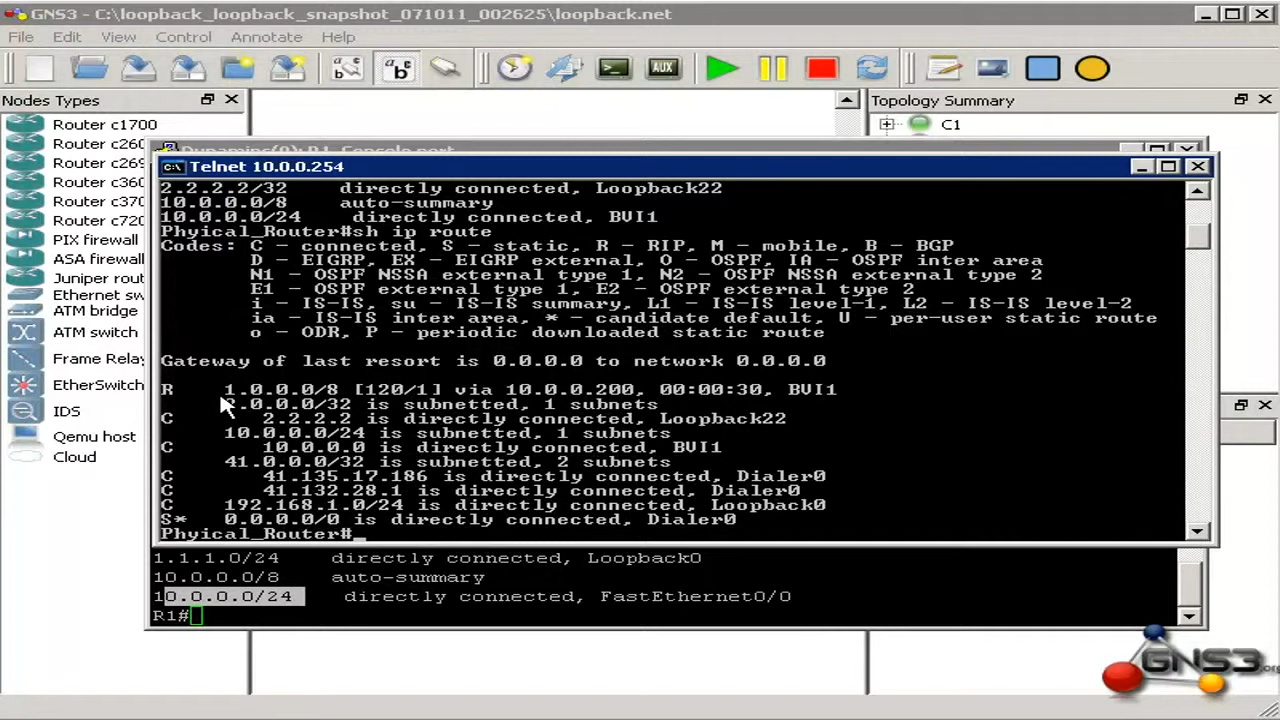 GNS3 - C:\loopback_loopback_snapshot_071011_002625\loopback.net
File Edit View Control Annotate Help
AUX
Nodes Types
Topology Summary
Router c1700
C1
Router c260
Router c269
Router c360
Router c370
Router c720
PIX firewall
ASA firewal
Juniper rout
Ethernet sw
ATM bridge
ATM switch
Frame Relay
EtherSwitch
IDS
Qemu host
Cloud
Telnet 10.0.0.254
2.2.2.2/32 directly connected, Loopback22
10.0.0.0/8 auto-summary
10.0.0.0/24 directly connected, BVI1
Phyical_Router#sh ip route
Codes: C - connected, S - static, R - RIP, M - mobile, B - BGP
D - EIGRP, EX - EIGRP external, O - OSPF, IA - OSPF inter area
N1 - OSPF NSSA external type 1, N2 - OSPF NSSA external type 2
E1 - OSPF external type 1, E2 - OSPF external type 2
i - IS-IS, su - IS-IS summary, L1 - IS-IS level-1, L2 - IS-IS level-2
ia - IS-IS inter area, * - candidate default, U - per-user static route
o - ODR, P - periodic downloaded static route
Gateway of last resort is 0.0.0.0 to network 0.0.0.0
R 1.0.0.0/8 [120/1] via 10.0.0.200, 00:00:30, BVI1
.0.0.0/32 is subnetted, 1 subnets
C 2.2.2.2 is directly connected, Loopback22
10.0.0.0/24 is subnetted, 1 subnets
C 10.0.0.0 is directly connected, BVI1
41.0.0.0/32 is subnetted, 2 subnets
C 41.135.17.186 is directly connected, Dialer0
C 41.132.28.1 is directly connected, Dialer0
C 192.168.1.0/24 is directly connected, Loopback0
S* 0.0.0.0/0 is directly connected, Dialer0
Phyical_Router#_
1.1.1.0/24 directly connected, Loopback0
10.0.0.0/8 auto-summary
10.0.0.0/24 directly connected, FastEthernet0/0
R1#
GNS3.org